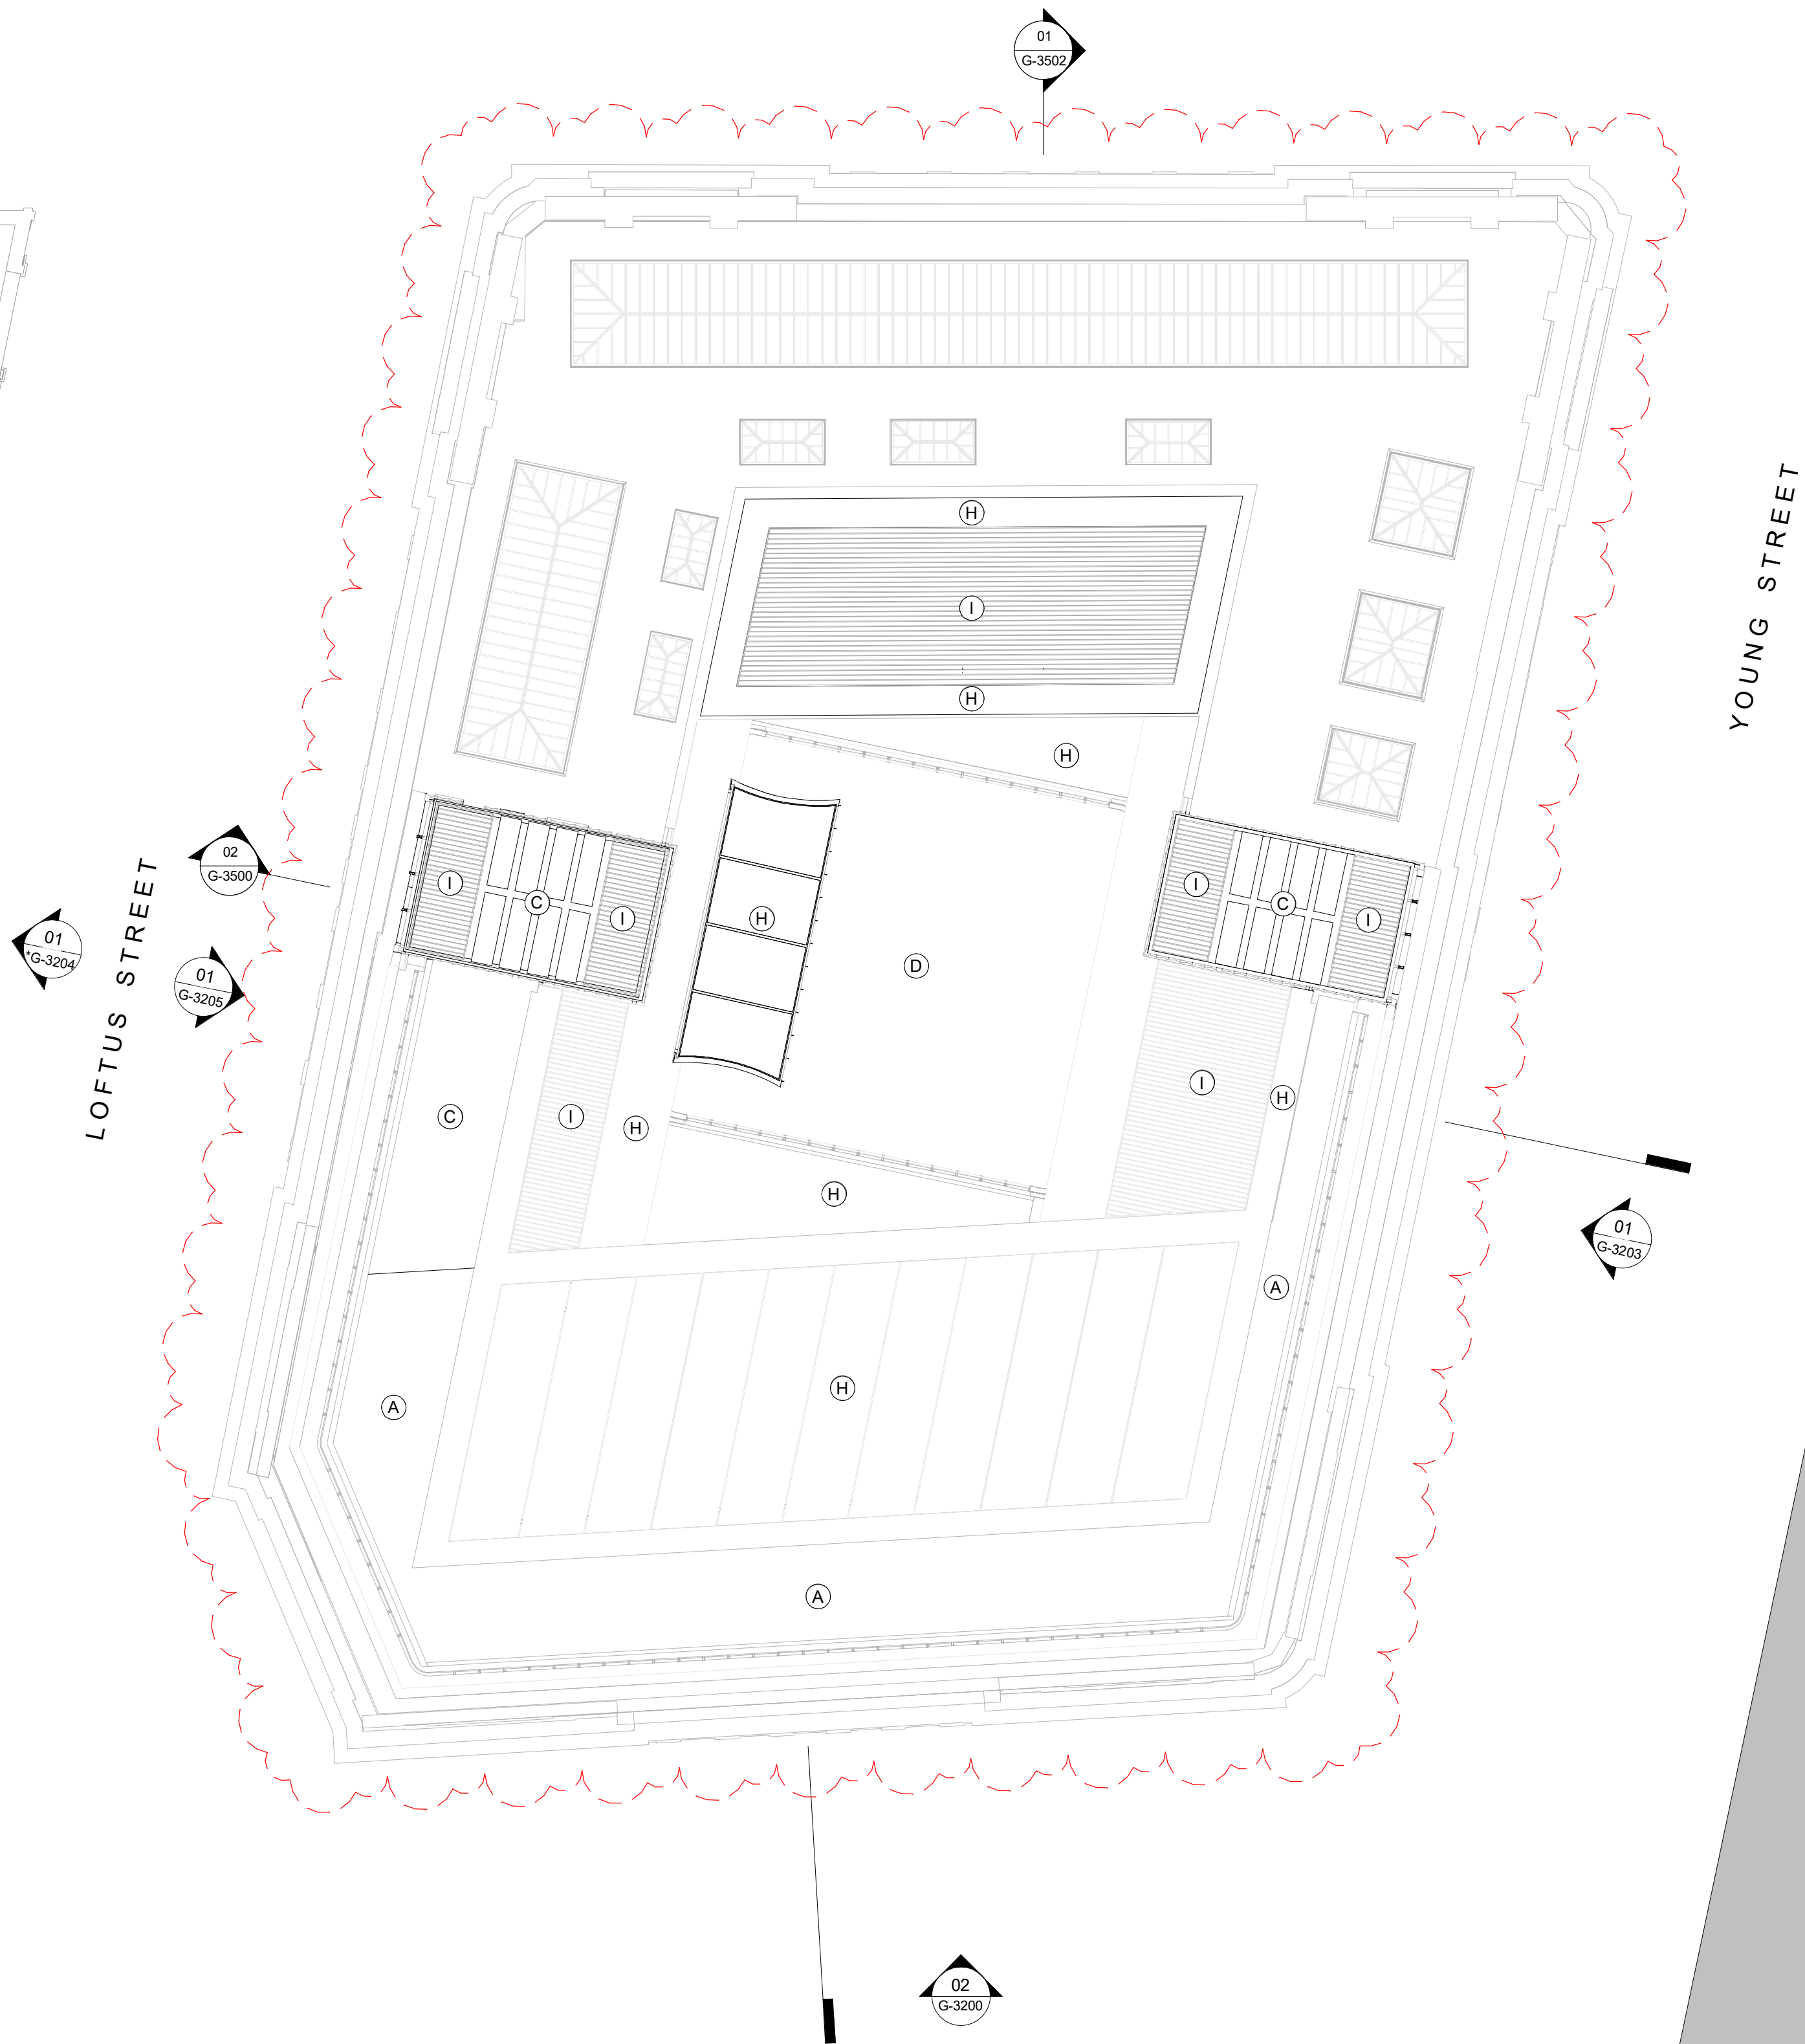 01
G-3502
YOUNG STREET
H
I
H
H
02
G-3500
I
C
I
H
I
C
I
LOFTUS STREET
01
*G-3204
01
G-3205
D
C
I
H
I
H
H
01
G-3203
A
H
A
A
02
G-3200